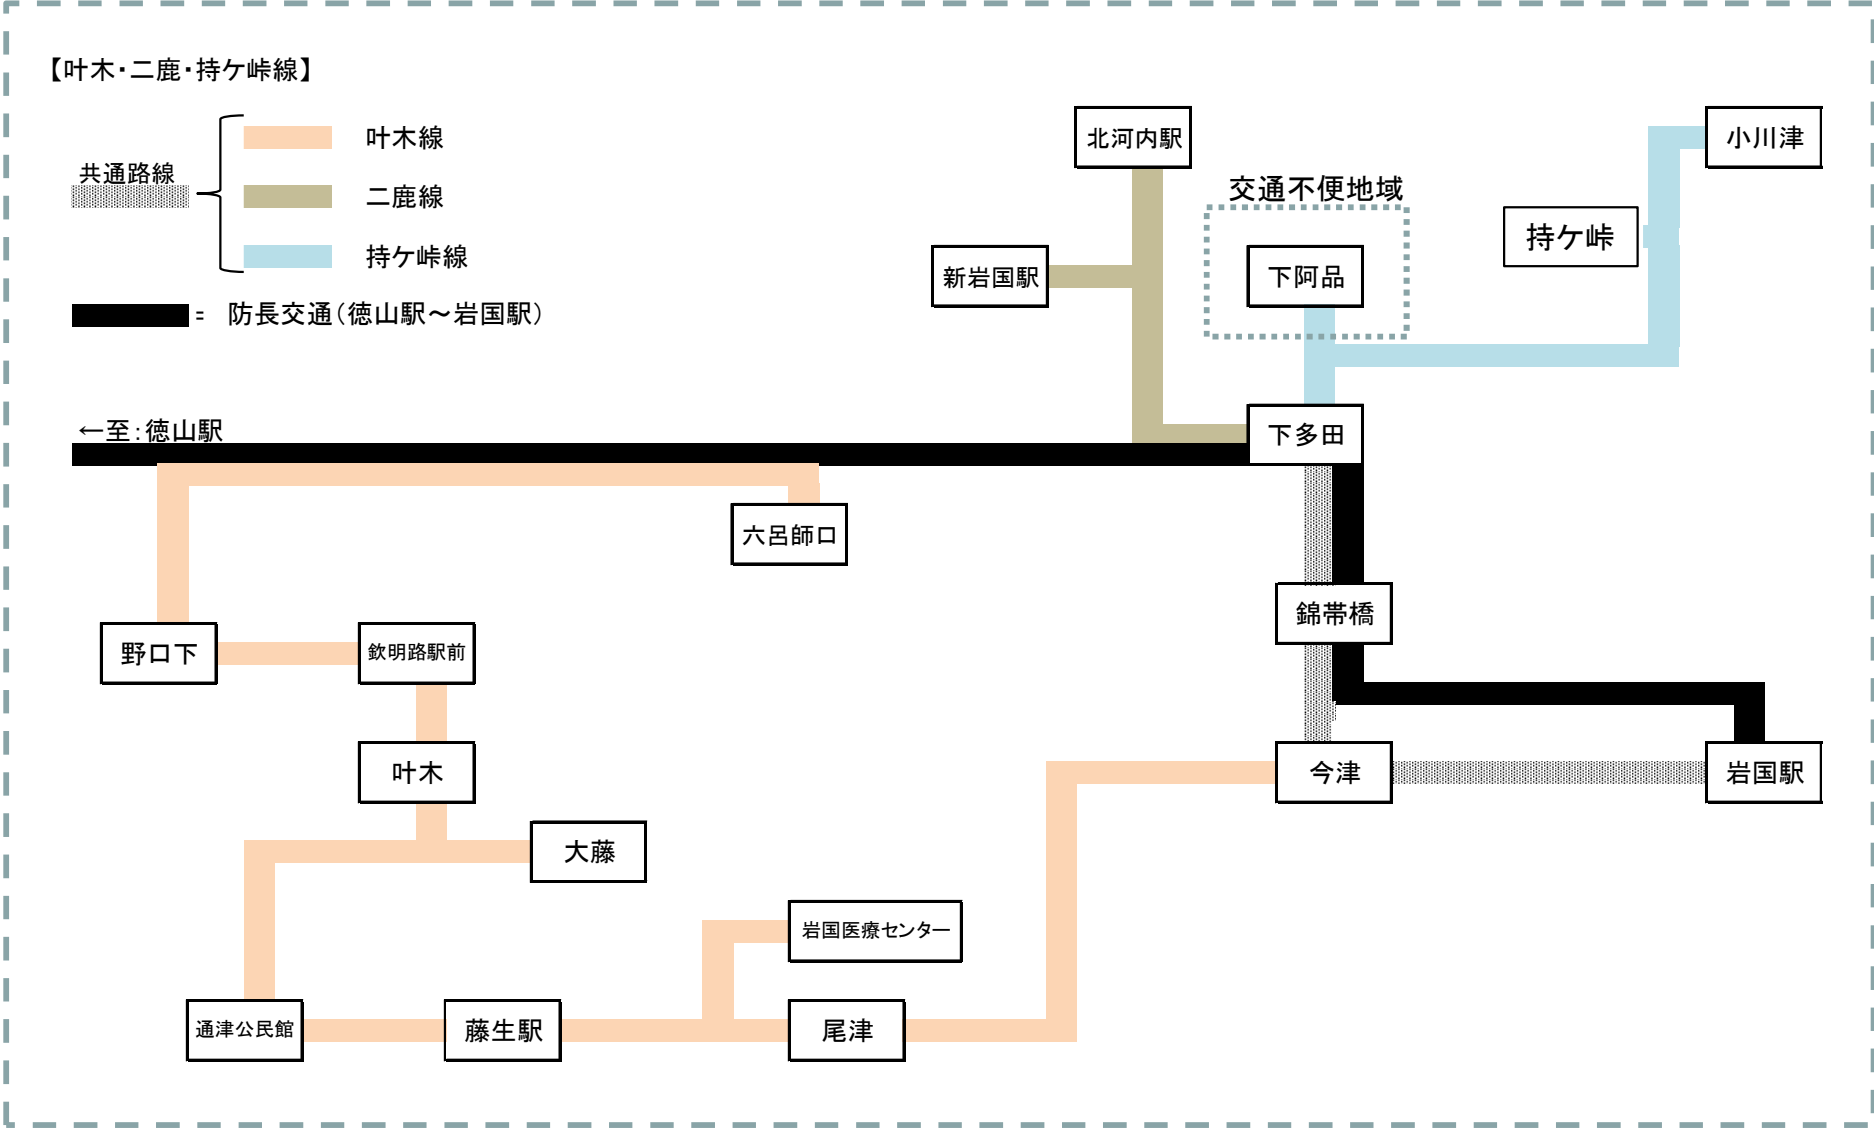 【叶木・二鹿・持ケ峠線】
共通路線
叶木線
二鹿線
持ケ峠線
= 防長交通（徳山駅～岩国駅）
北河内駅
小川津
交通不便地域
持ケ峠
新岩国駅
下阿品
←至：徳山駅
下多田
六呂師口
錦帯橋
野口下
欽明路駅前
叶木
今津
岩国駅
大藤
岩国医療センター
通津公民館
藤生駅
尾津